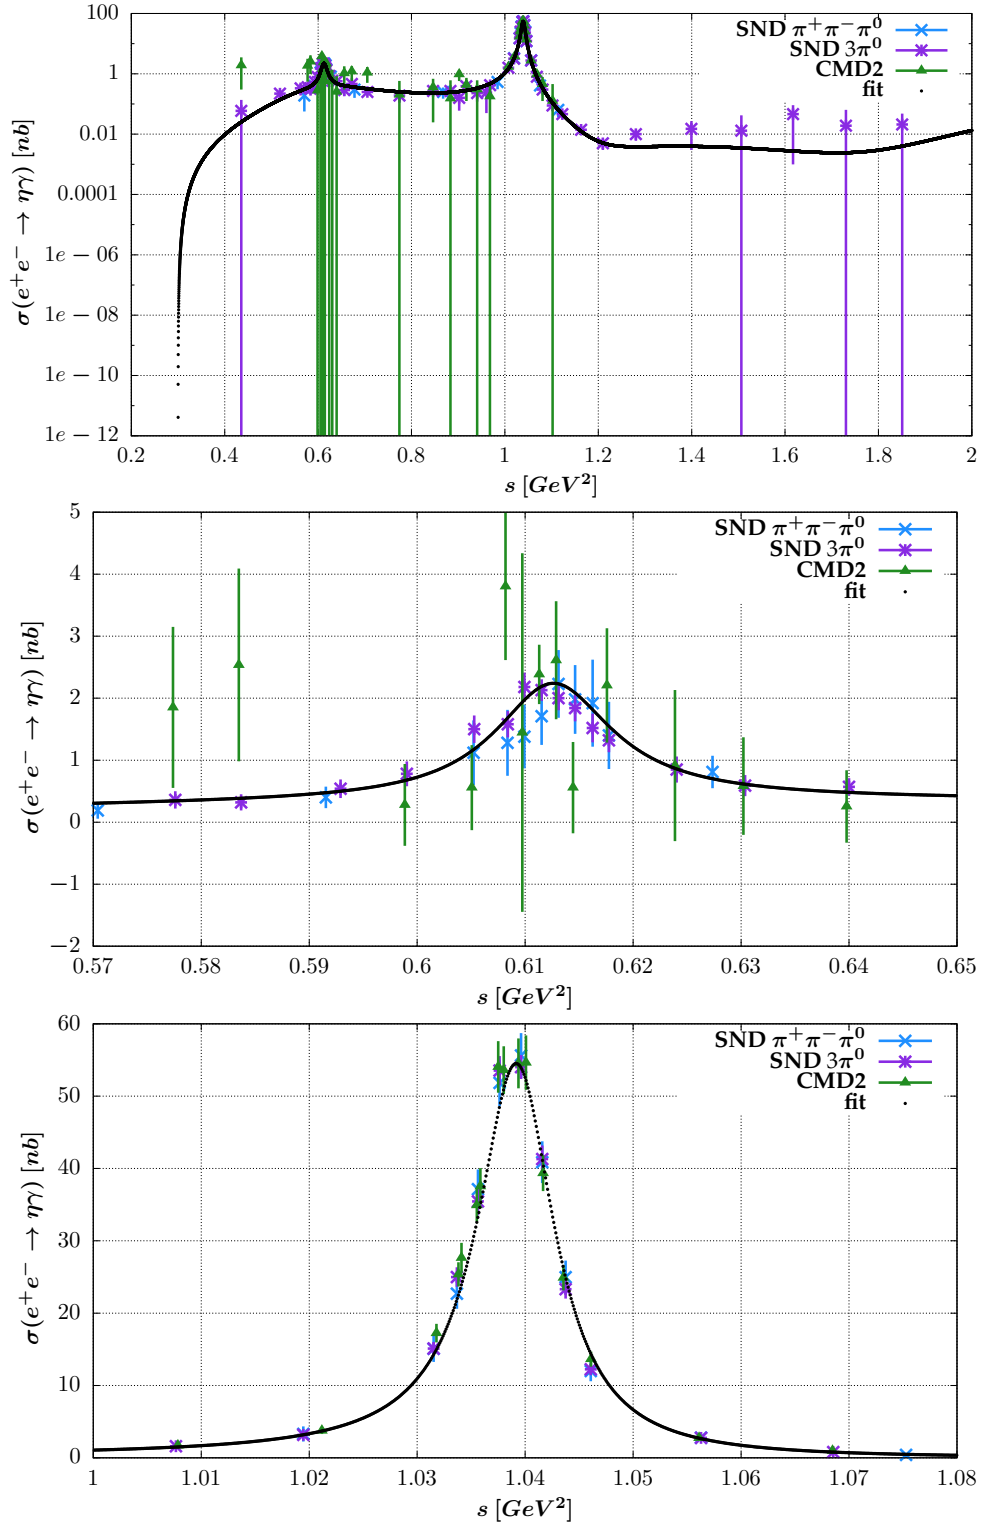 100
1
0.01
0.0001
1e − 06
1e − 08
1e − 10
1e − 12
σ(e⁺e⁻ → ηγ) [nb]
SND π⁺π⁻π⁰
SND 3π⁰
CMD2
fit
0.2 0.4 0.6 0.8 1 1.2 1.4 1.6 1.8 2
s [GeV²]
5
4
3
2
1
0
−1
−2
σ(e⁺e⁻ → ηγ) [nb]
SND π⁺π⁻π⁰
SND 3π⁰
CMD2
fit
0.57 0.58 0.59 0.6 0.61 0.62 0.63 0.64 0.65
s [GeV²]
60
50
40
30
20
10
0
σ(e⁺e⁻ → ηγ) [nb]
SND π⁺π⁻π⁰
SND 3π⁰
CMD2
fit
1 1.01 1.02 1.03 1.04 1.05 1.06 1.07 1.08
s [GeV²]